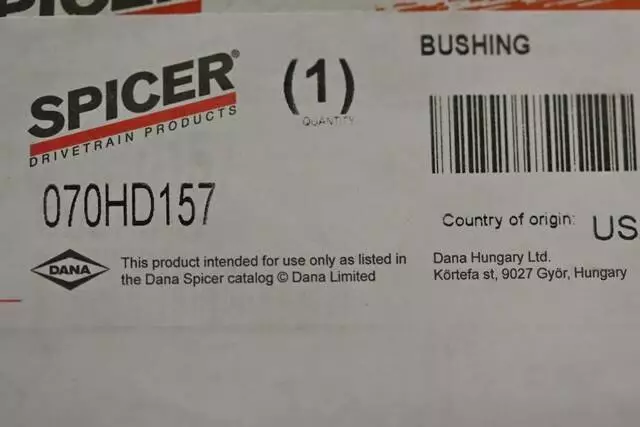 SPICER®
DRIVETRAIN PRODUCTS
(1)
QUANTITY
BUSHING
070HD157
Country of origin: US
DANA
This product intended for use only as listed in
the Dana Spicer catalog © Dana Limited
Dana Hungary Ltd.
Körtefa st, 9027 Győr, Hungary